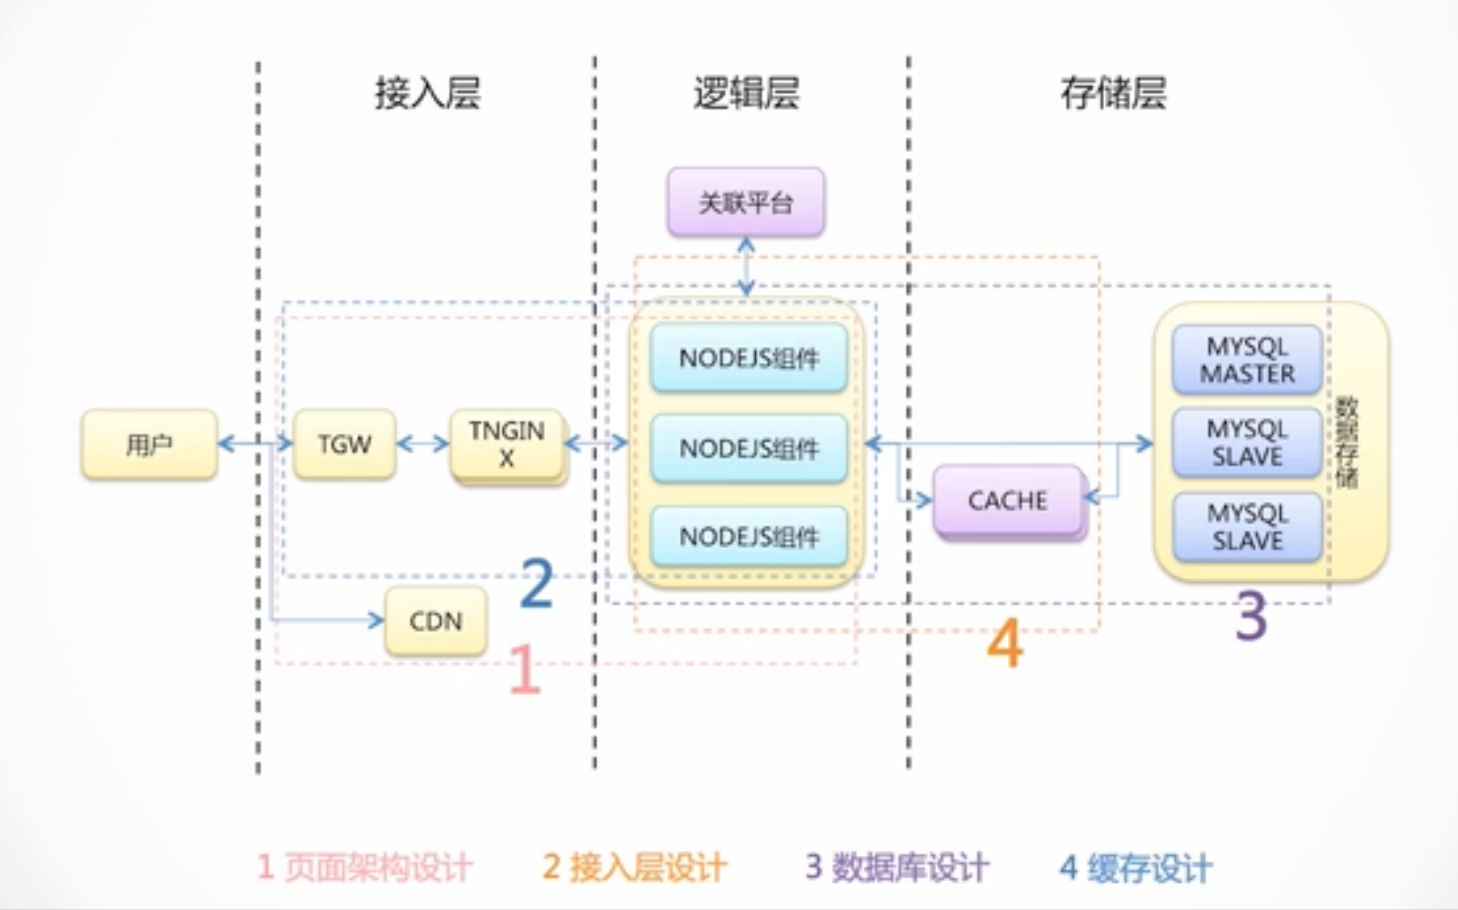 接入层
逻辑层
存储层
关联平台
用户
TGW
TNGIN
X
CDN
NODEJS组件
NODEJS组件
NODEJS组件
CACHE
MYSQL
MASTER
MYSQL
SLAVE
MYSQL
SLAVE
数据存储
2
1
4
3
1 页面架构设计
2 接入层设计
3 数据库设计
4 缓存设计